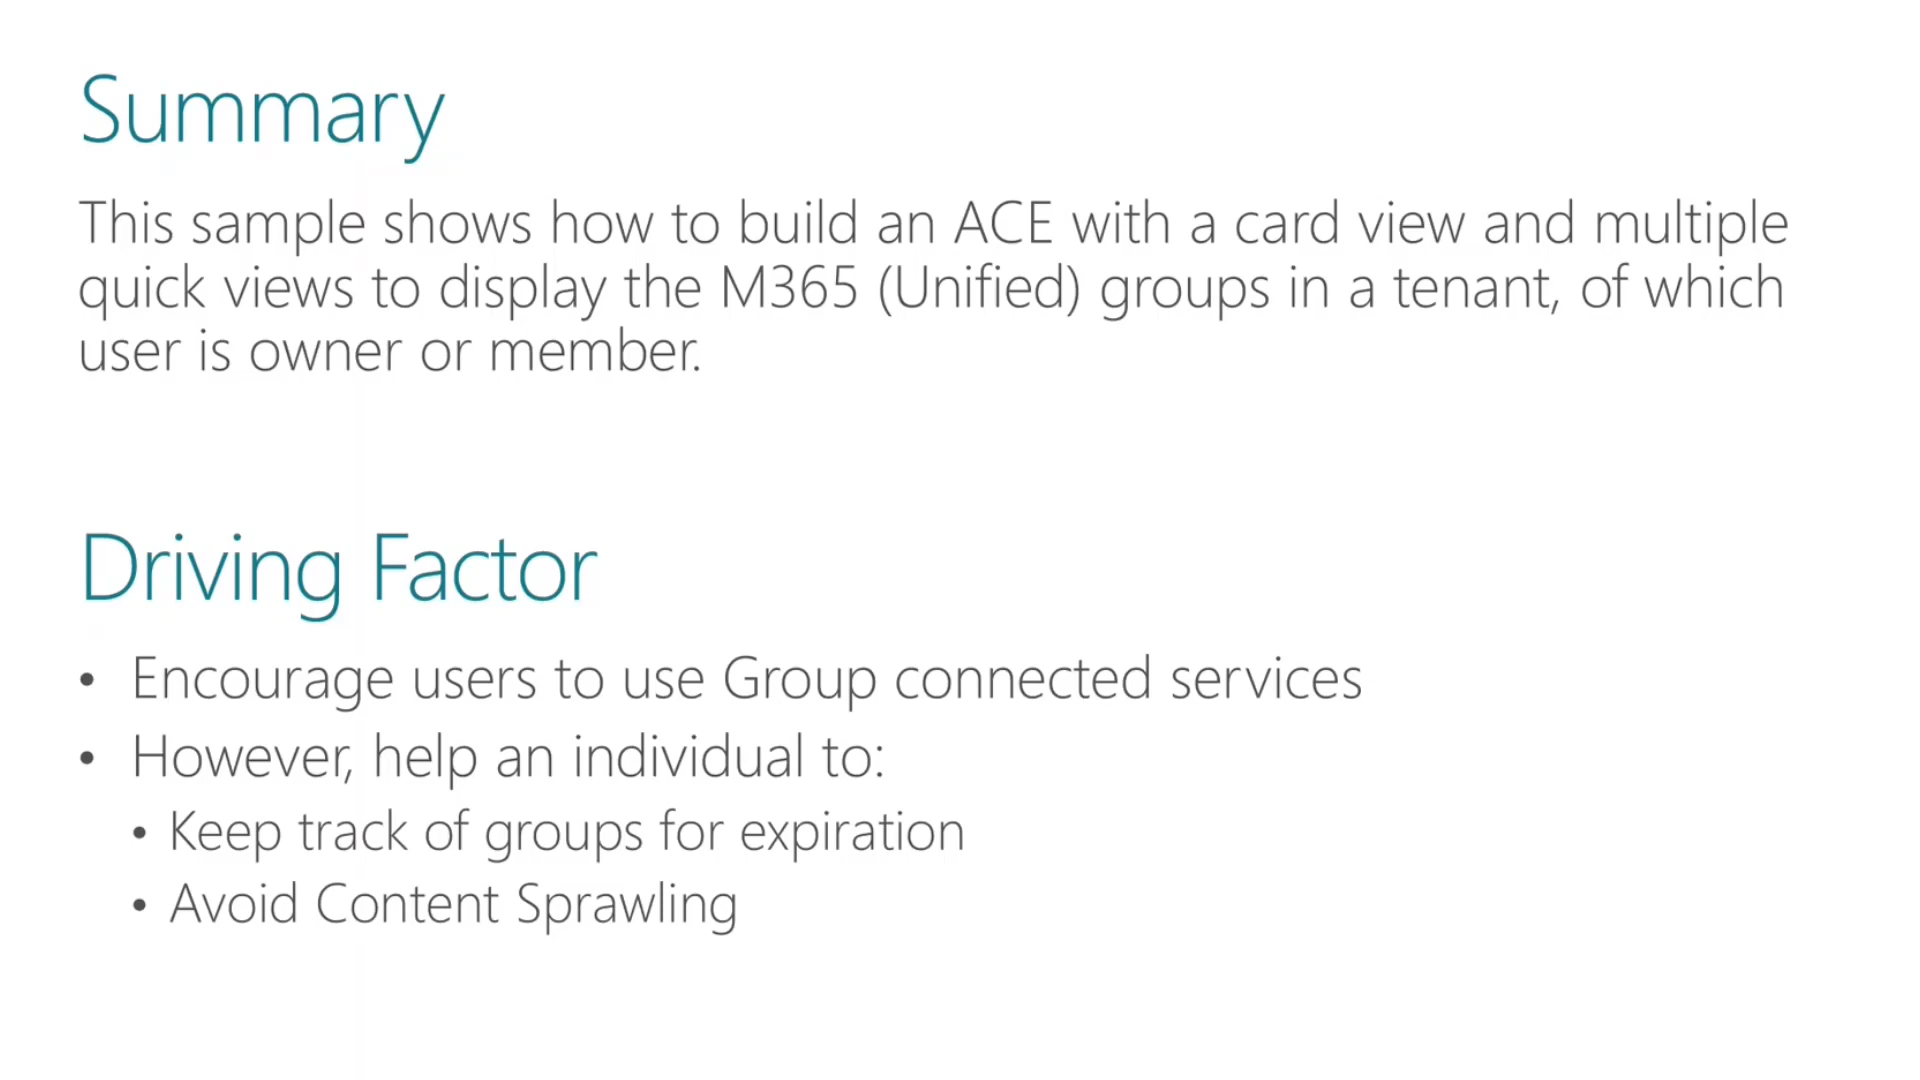 Summary
This sample shows how to build an ACE with a card view and multiple
quick views to display the M365 (Unified) groups in a tenant, of which
user is owner or member.
Driving Factor
• Encourage users to use Group connected services
• However, help an individual to:
• Keep track of groups for expiration
• Avoid Content Sprawling